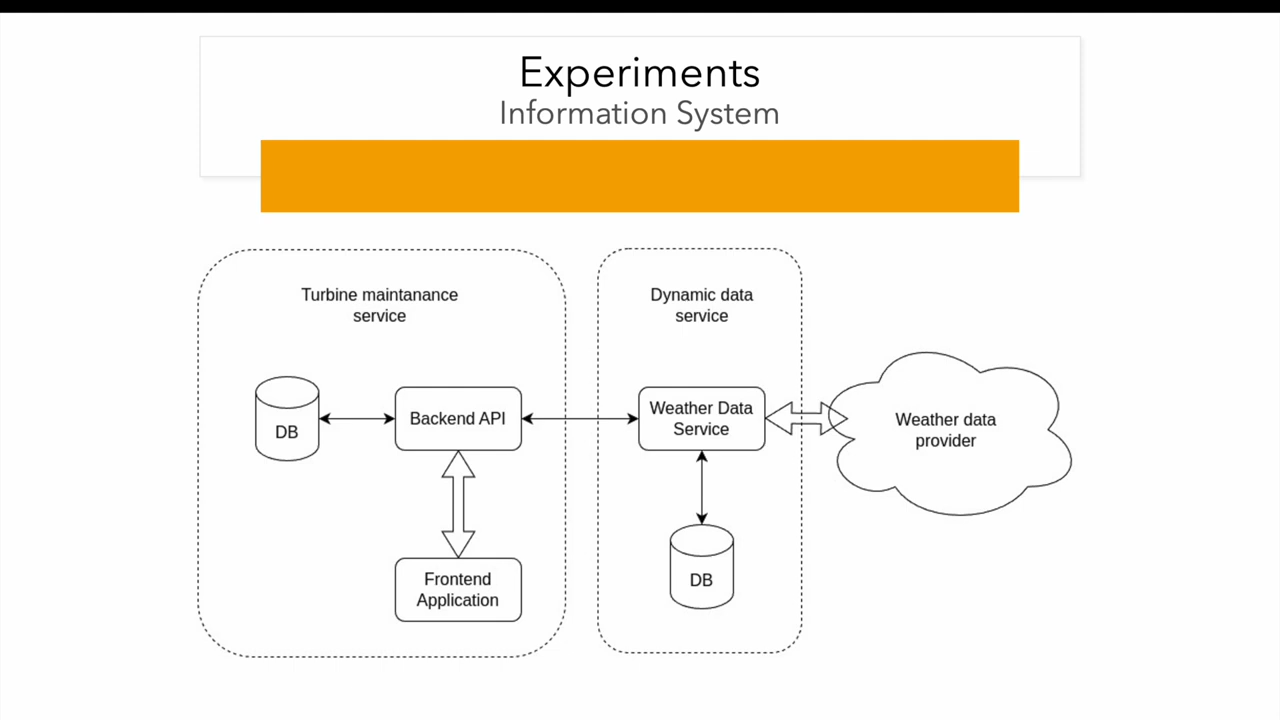 Experiments
Information System
Turbine maintanance
service
Dynamic data
service
DB
Backend API
Weather Data
Service
Weather data
provider
Frontend
Application
DB